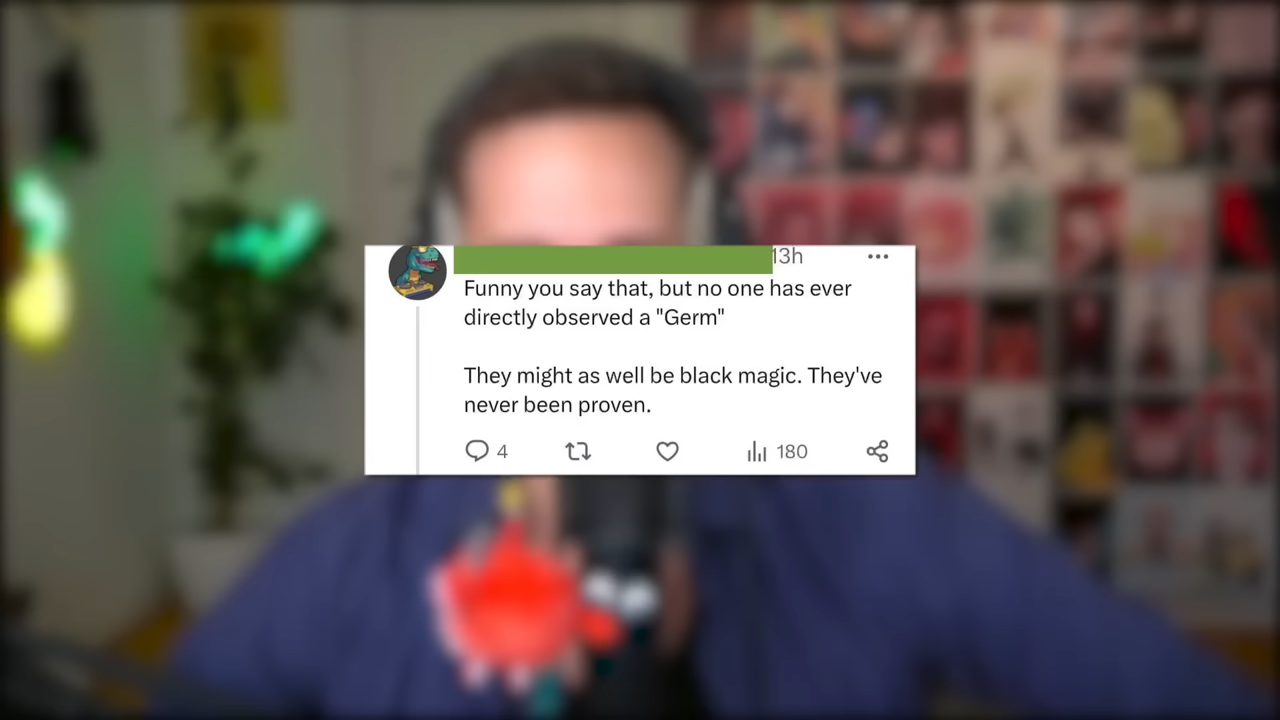 13h
Funny you say that, but no one has ever
directly observed a "Germ"
They might as well be black magic. They've
never been proven.
4
180